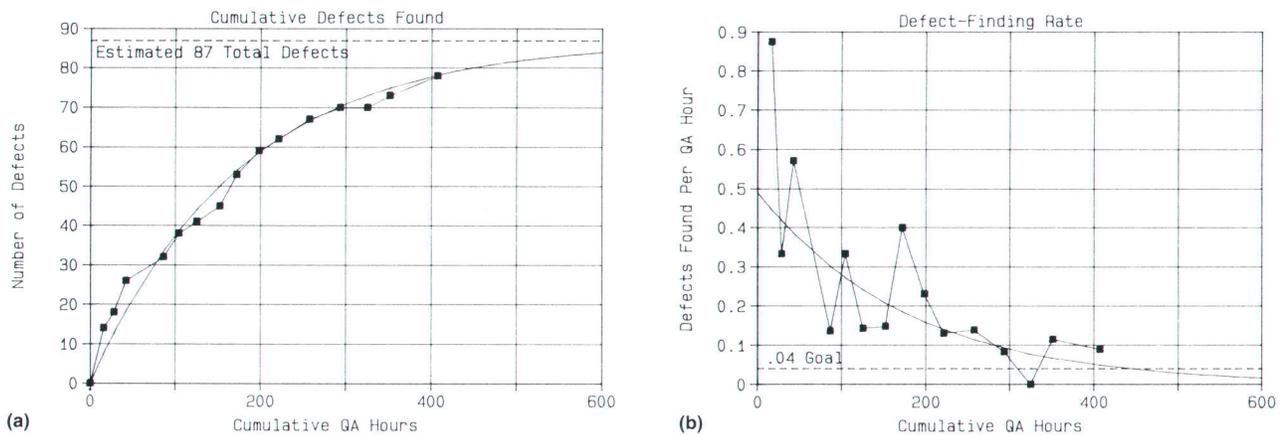 Cumulative Defects Found
90
80
70
60
50
40
30
20
10
0
Estimated 87 Total Defects
Number of Defects
0
200
400
600
Cumulative QA Hours
(a)
Defect-Finding Rate
0.9
0.8
0.7
0.6
0.5
0.4
0.3
0.2
0.1
0
.04 Goal
Defects Found Per QA Hour
0
200
400
600
Cumulative QA Hours
(b)